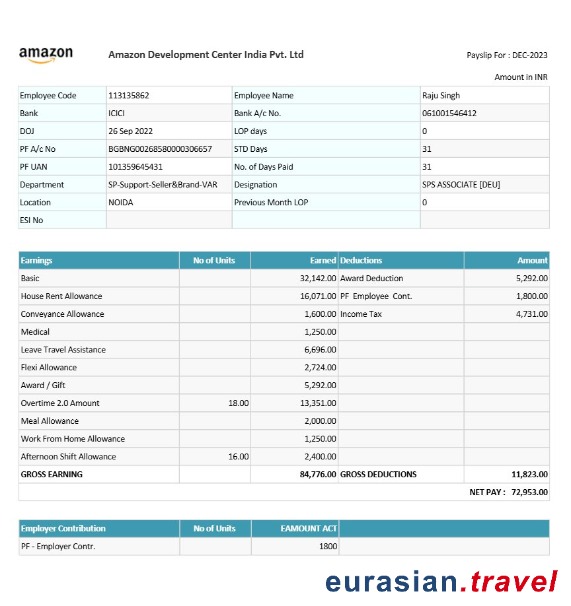 amazon Amazon Development Center India Pvt. Ltd Payslip For : DEC-2023
Amount in INR
Employee Code 113135862 Employee Name Raju Singh
Bank ICICI Bank A/c No. 061001546412
DOJ 26 Sep 2022 LOP days 0
PF A/c No BGBNG00268580000306657 STD Days 31
PF UAN 101359645431 No. of Days Paid 31
Department SP-Support-Seller&Brand-VAR Designation SPS ASSOCIATE [DEU]
Location NOIDA Previous Month LOP 0
ESI No
Earnings No of Units Earned Deductions Amount
Basic 32,142.00 Award Deduction 5,292.00
House Rent Allowance 16,071.00 PF Employee Cont. 1,800.00
Conveyance Allowance 1,600.00 Income Tax 4,731.00
Medical 1,250.00
Leave Travel Assistance 6,696.00
Flexi Allowance 2,724.00
Award / Gift 5,292.00
Overtime 2.0 Amount 18.00 13,351.00
Meal Allowance 2,000.00
Work From Home Allowance 1,250.00
Afternoon Shift Allowance 16.00 2,400.00
GROSS EARNING 84,776.00 GROSS DEDUCTIONS 11,823.00
NET PAY : 72,953.00
Employer Contribution No of Units EAMOUNT ACT
PF - Employer Contr. 1800
eurasian.travel